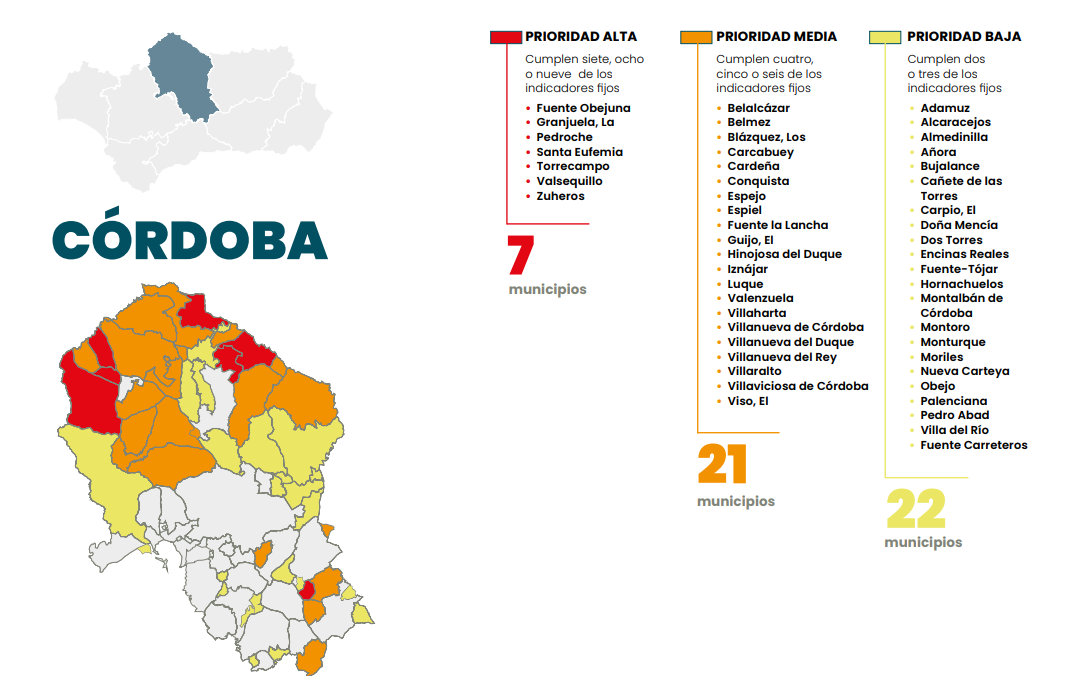 CÓRDOBA
PRIORIDAD ALTA
Cumplen siete, ocho
o nueve de los
indicadores fijos
• Fuente Obejuna
• Granjuela, La
• Pedroche
• Santa Eufemia
• Torrecampo
• Valsequillo
• Zuheros
7
municipios
PRIORIDAD MEDIA
Cumplen cuatro,
cinco o seis de los
indicadores fijos
• Belalcázar
• Belmez
• Blázquez, Los
• Carcabuey
• Cardeña
• Conquista
• Espejo
• Espiel
• Fuente la Lancha
• Guijo, El
• Hinojosa del Duque
• Iznájar
• Luque
• Valenzuela
• Villaharta
• Villanueva de Córdoba
• Villanueva del Duque
• Villanueva del Rey
• Villaralto
• Villaviciosa de Córdoba
• Viso, El
21
municipios
PRIORIDAD BAJA
Cumplen dos
o tres de los
indicadores fijos
• Adamuz
• Alcaracejos
• Almedinilla
• Añora
• Bujalance
• Cañete de las
Torres
• Carpio, El
• Doña Mencía
• Dos Torres
• Encinas Reales
• Fuente-Tójar
• Hornachuelos
• Montalbán de
Córdoba
• Montoro
• Monturque
• Moriles
• Nueva Carteya
• Obejo
• Palenciana
• Pedro Abad
• Villa del Río
• Fuente Carreteros
22
municipios